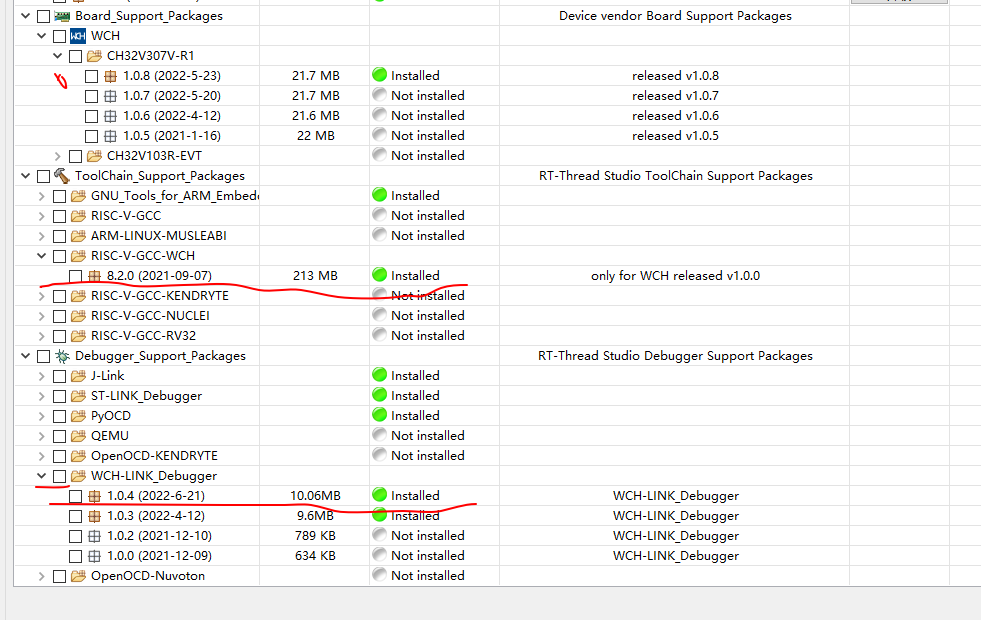 Board_Support_Packages Device vendor Board Support Packages
WCH WCH
CH32V307V-R1
1.0.8 (2022-5-23) 21.7 MB Installed released v1.0.8
1.0.7 (2022-5-20) 21.7 MB Not installed released v1.0.7
1.0.6 (2022-4-12) 21.6 MB Not installed released v1.0.6
1.0.5 (2021-1-16) 22 MB Not installed released v1.0.5
CH32V103R-EVT Not installed
ToolChain_Support_Packages RT-Thread Studio ToolChain Support Packages
GNU_Tools_for_ARM_Embed Installed
RISC-V-GCC Not installed
ARM-LINUX-MUSLEABI Not installed
RISC-V-GCC-WCH
8.2.0 (2021-09-07) 213 MB Installed only for WCH released v1.0.0
RISC-V-GCC-KENDRYTE Not installed
RISC-V-GCC-NUCLEI Not installed
RISC-V-GCC-RV32 Not installed
Debugger_Support_Packages RT-Thread Studio Debugger Support Packages
J-Link Installed
ST-LINK_Debugger Installed
PyOCD Installed
QEMU Not installed
OpenOCD-KENDRYTE Not installed
WCH-LINK_Debugger
1.0.4 (2022-6-21) 10.06MB Installed WCH-LINK_Debugger
1.0.3 (2022-4-12) 9.6MB Installed WCH-LINK_Debugger
1.0.2 (2021-12-10) 789 KB Not installed WCH-LINK_Debugger
1.0.0 (2021-12-09) 634 KB Not installed WCH-LINK_Debugger
OpenOCD-Nuvoton Not installed